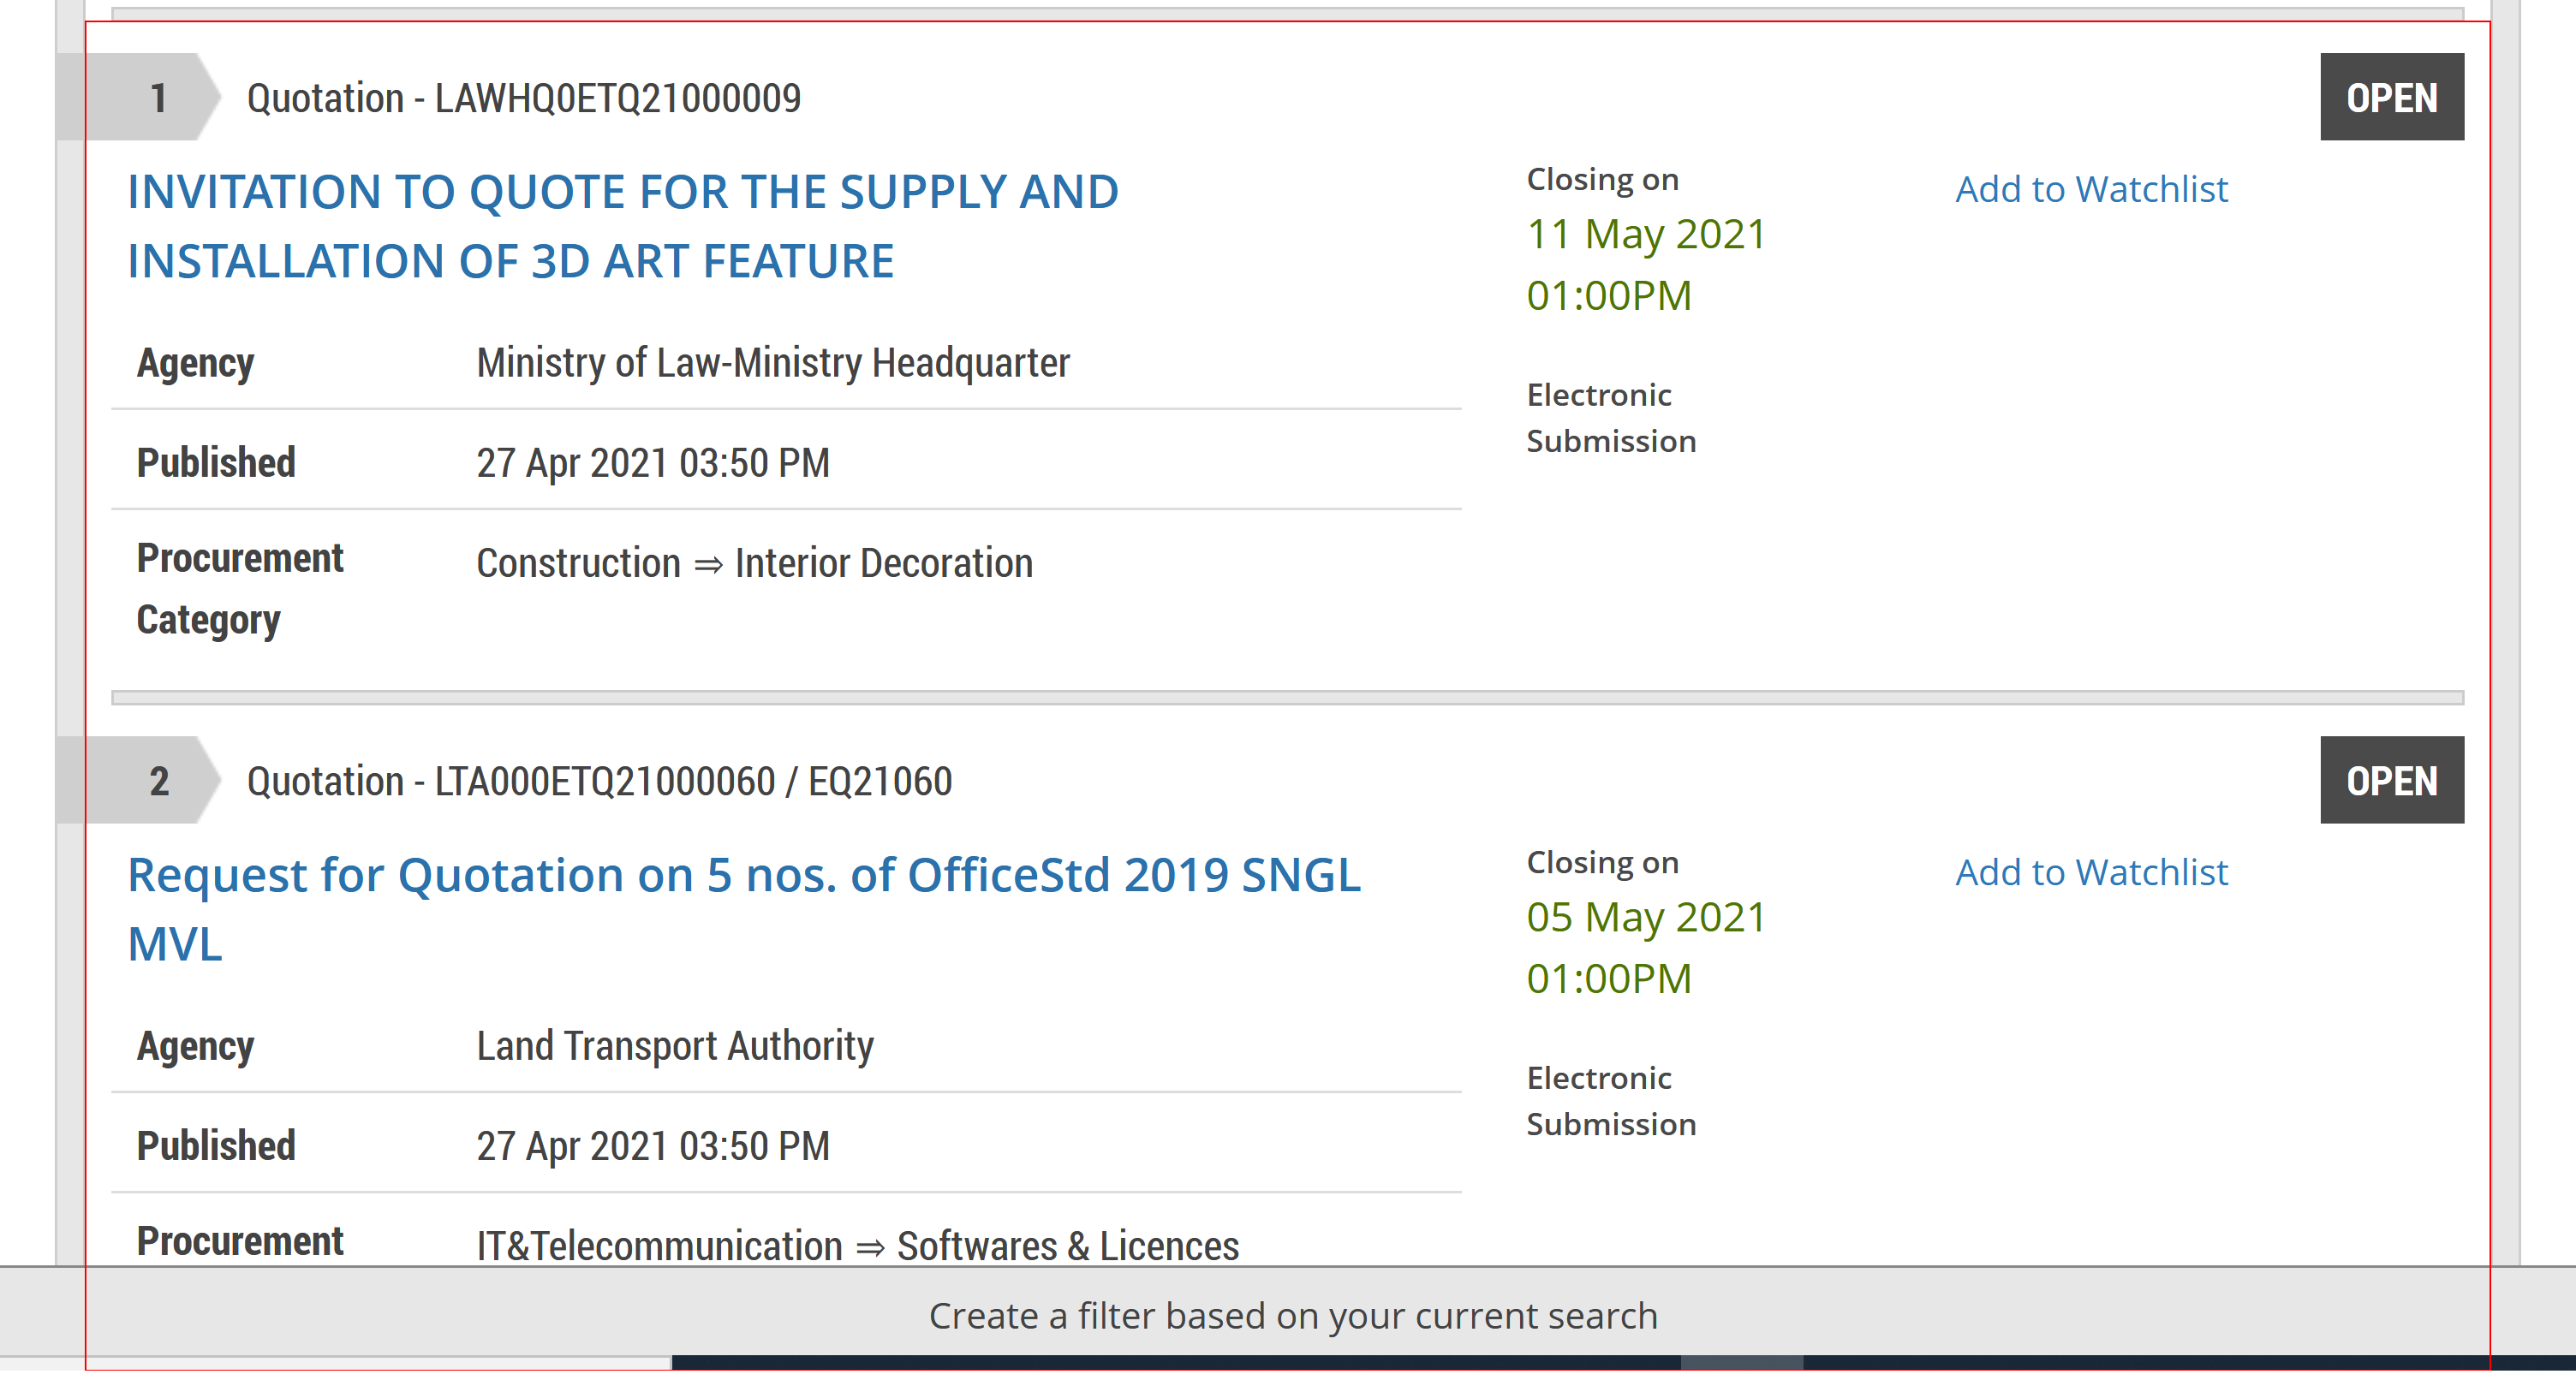 1
Quotation - LAWHQ0ETQ21000009
OPEN
INVITATION TO QUOTE FOR THE SUPPLY AND
INSTALLATION OF 3D ART FEATURE
Closing on
11 May 2021
01:00PM
Add to Watchlist
Electronic
Submission
Agency Ministry of Law-Ministry Headquarter
Published 27 Apr 2021 03:50 PM
Procurement Construction ⇒ Interior Decoration
Category
2
Quotation - LTA000ETQ21000060 / EQ21060
OPEN
Request for Quotation on 5 nos. of OfficeStd 2019 SNGL
MVL
Closing on
05 May 2021
01:00PM
Add to Watchlist
Electronic
Submission
Agency Land Transport Authority
Published 27 Apr 2021 03:50 PM
Procurement IT&Telecommunication ⇒ Softwares & Licences
Create a filter based on your current search